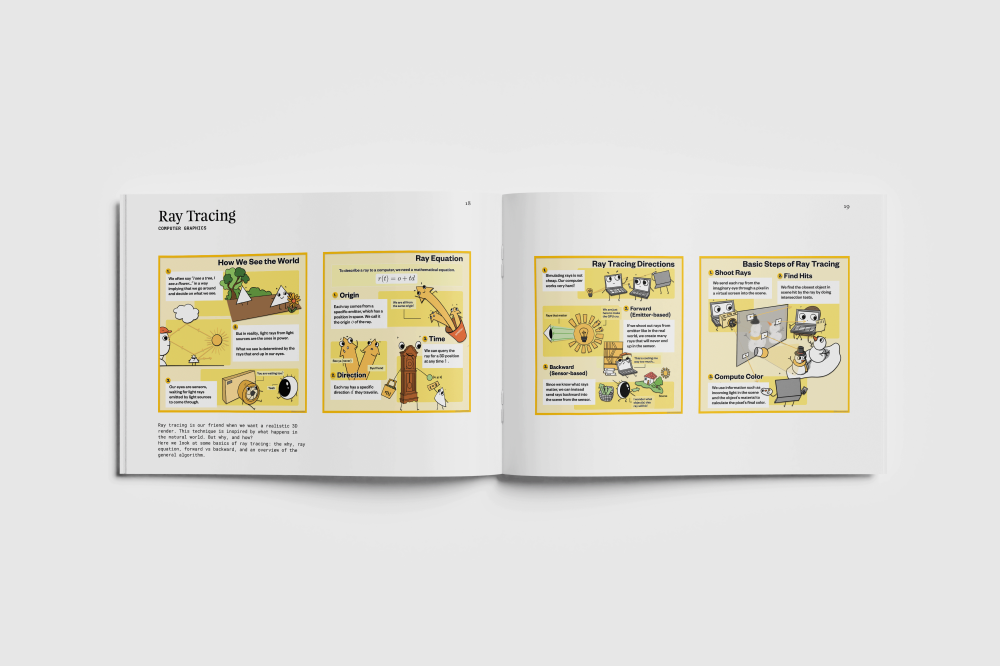 18
Ray Tracing
COMPUTER GRAPHICS
How We See the World
1.
We often say "I see a tree, I
see a flower,." in a way
implying that we go around
and decide on what we see.
2.
But in reality, light rays from light
sources are the ones in power.
What we see is determined by the
rays that end up in our eyes.
3.
Our eyes are sensors,
waiting for light rays
emitted by light sources
to come through.
Ray Equation
To describe a ray to a computer, we need a mathematical equation.
r(t) = o + td
1. Origin
Each ray comes from a
specific emitter, which has a
position in space. We call it
the origin o of the ray.
We are all from
the same origin!
2. Time
We can query the
ray for a 3D position
at any time t.
3. Direction
Each ray has a specific
direction d they traverse.
Ray tracing is our friend when we want a realistic 3D
render. This technique is inspired by what happens in
the natural world. But why, and how?
Here we look at some basics of ray tracing: the why, ray
equation, forward vs backward, and an overview of the
general algorithm.
19
Ray Tracing Directions
1.
Simulating rays is not
cheap. Our computer
works very hard!
2. Forward
(Emitter-based)
If we shoot rays from
emitter like in the real
world, we create many
rays that will never end
up in the sensor.
3. Backward
(Sensor-based)
Since we know what rays
matter, we can instead
send rays backward into
the scene from the sensor.
Basic Steps of Ray Tracing
1. Shoot Rays
We send each ray from the
imaginary eye through a pixel in
a virtual screen into the scene.
2. Find Hits
We find the closest object in
scene hit by the ray by doing
intersection tests.
3. Compute Color
We use information such as
incoming light in the scene
and the object's material to
calculate the pixel's final color.